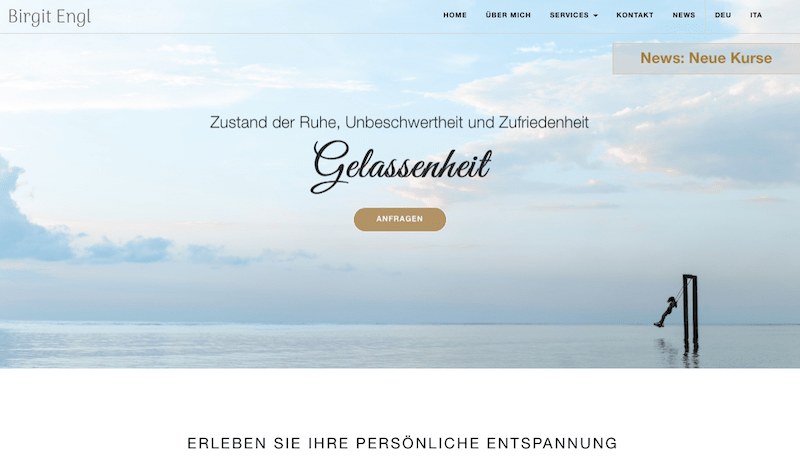 Birgit Engl
HOME ÜBER MICH SERVICES KONTAKT NEWS DEU ITA
News: Neue Kurse
Zustand der Ruhe, Unbeschwertheit und Zufriedenheit
Gelassenheit
ANFRAGEN
ERLEBEN SIE IHRE PERSÖNLICHE ENTSPANNUNG